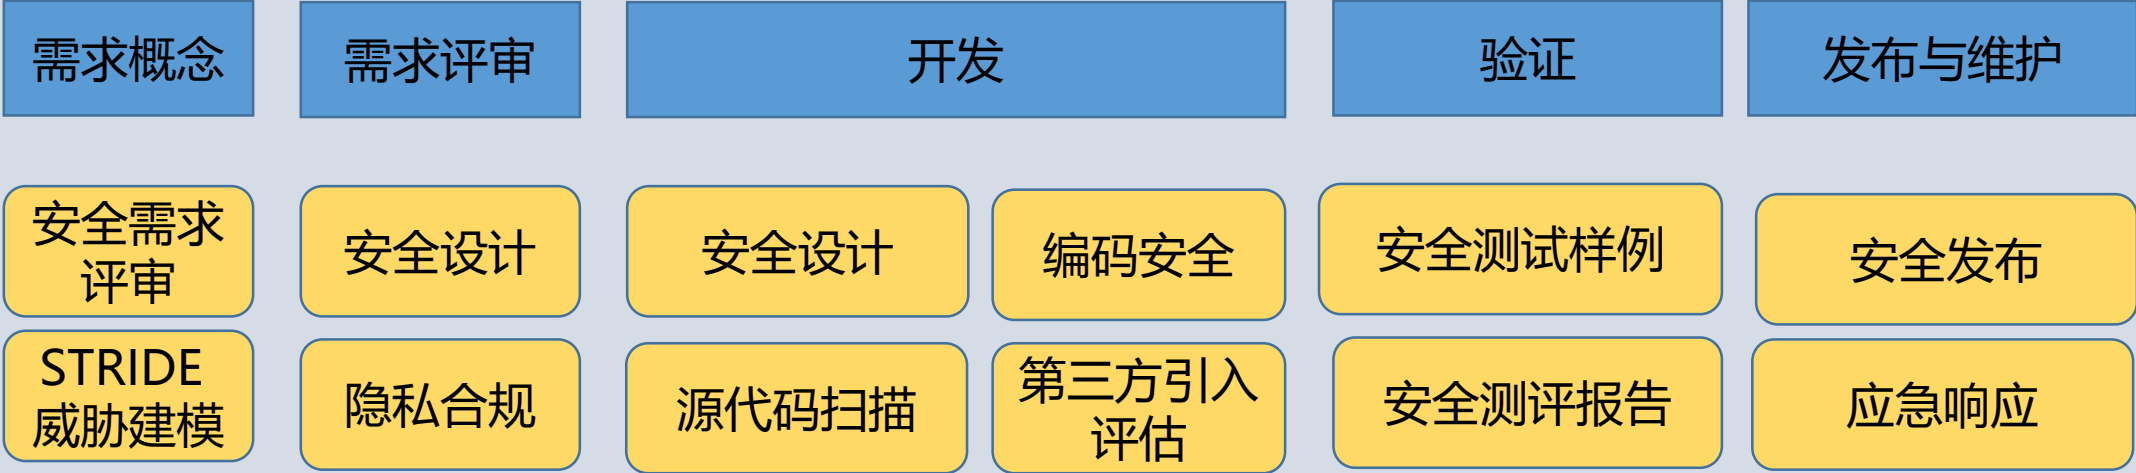 需求概念
需求评审
开发
验证
发布与维护
安全需求
评审
安全设计
安全设计
编码安全
安全测试样例
安全发布
STRIDE
威胁建模
隐私合规
源代码扫描
第三方引入
评估
安全测评报告
应急响应